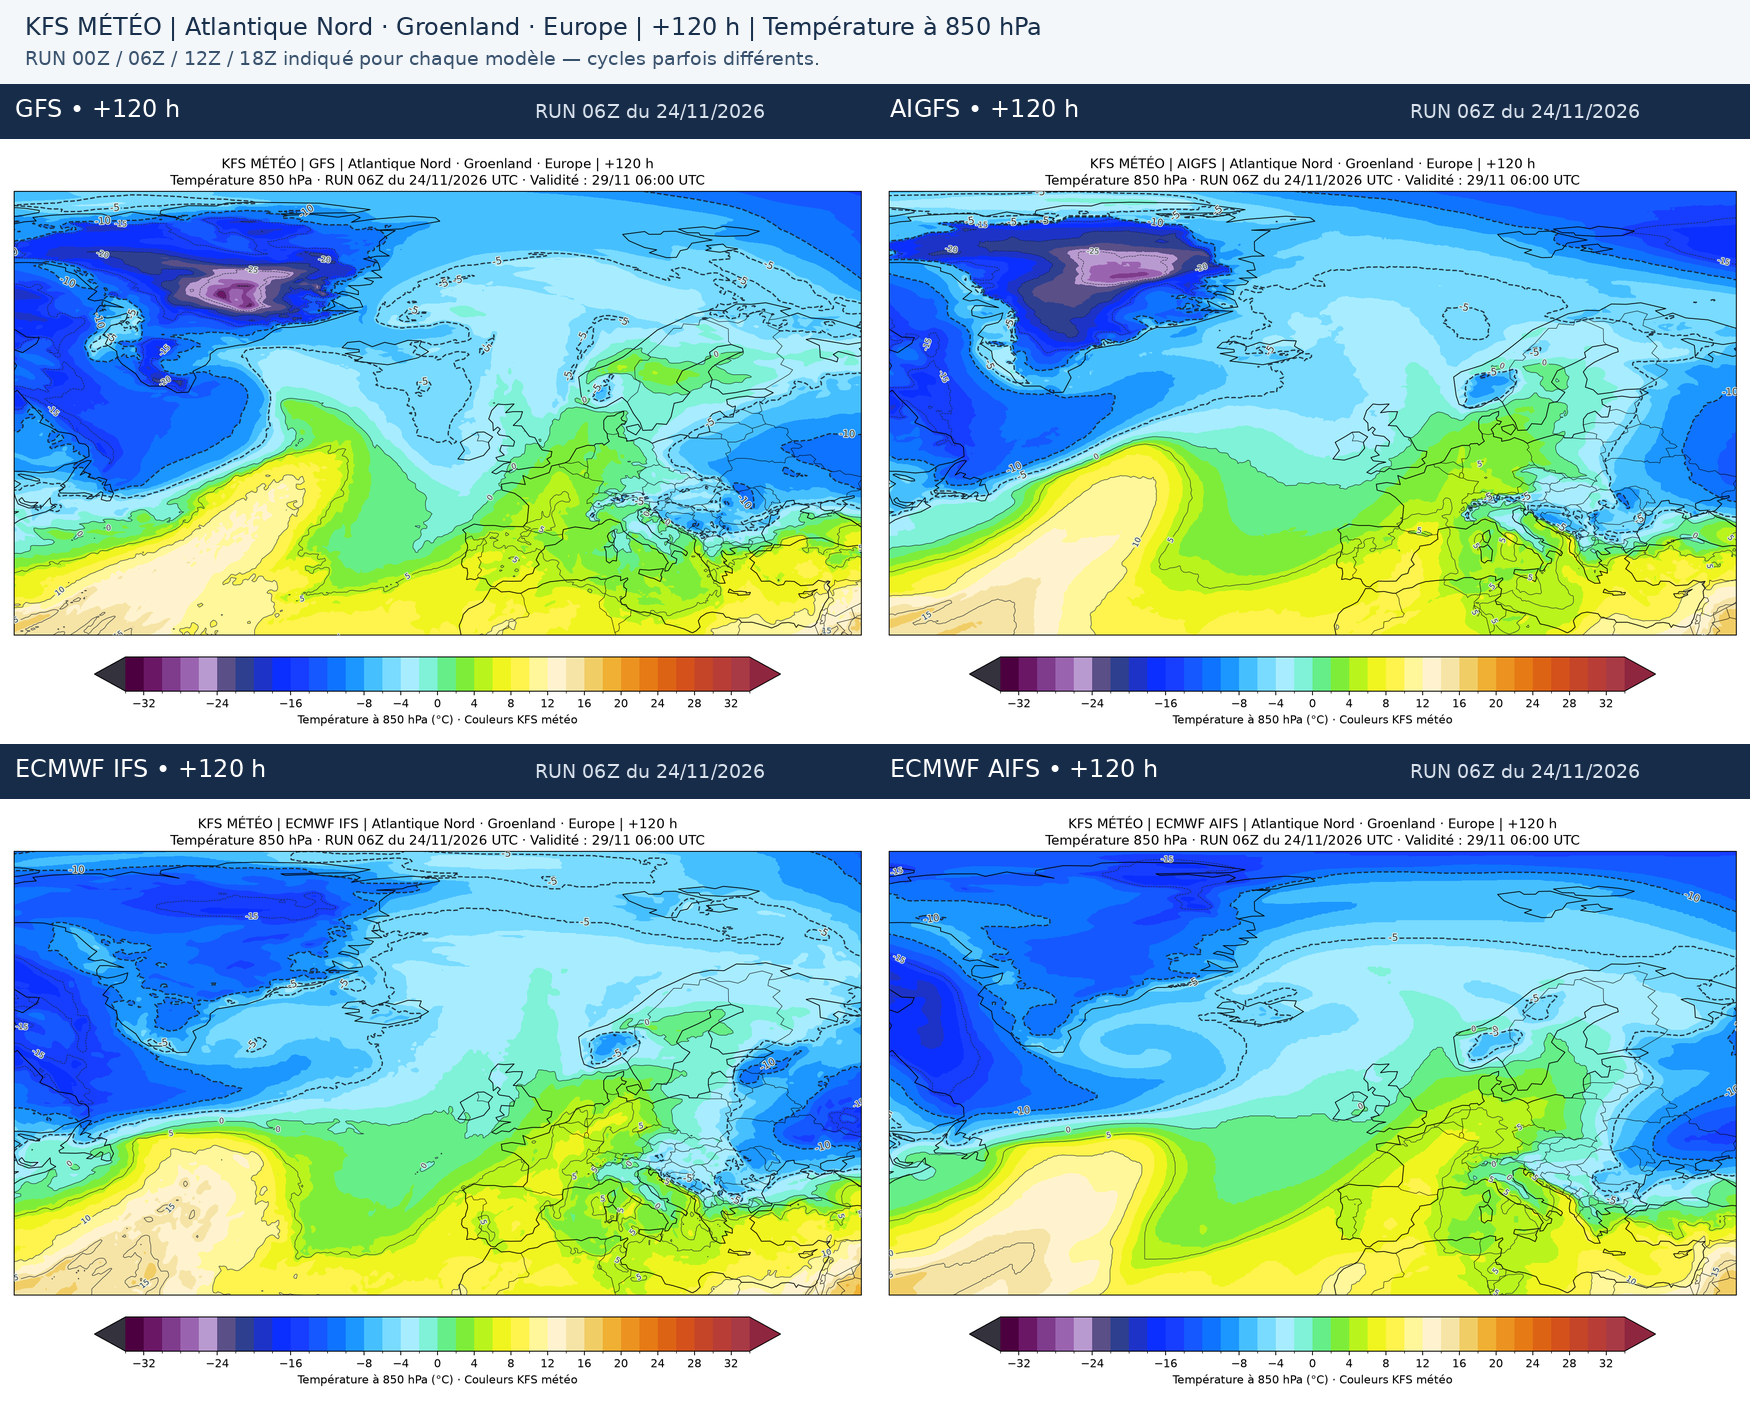 KFS MÉTÉO | Atlantique Nord · Groenland · Europe | +120 h | Température à 850 hPa
RUN 00Z / 06Z / 12Z / 18Z indiqué pour chaque modèle — cycles parfois différents.
GFS • +120 h RUN 06Z du 24/11/2026
AIGFS • +120 h RUN 06Z du 24/11/2026
KFS MÉTÉO | GFS | Atlantique Nord · Groenland · Europe | +120 h
Température 850 hPa · RUN 06Z du 24/11/2026 UTC · Validité : 29/11 06:00 UTC
KFS MÉTÉO | AIGFS | Atlantique Nord · Groenland · Europe | +120 h
Température 850 hPa · RUN 06Z du 24/11/2026 UTC · Validité : 29/11 06:00 UTC
−32 −24 −16 −8 −4 0 4 8 12 16 20 24 28 32
Température à 850 hPa (°C) · Couleurs KFS météo
−32 −24 −16 −8 −4 0 4 8 12 16 20 24 28 32
Température à 850 hPa (°C) · Couleurs KFS météo
ECMWF IFS • +120 h RUN 06Z du 24/11/2026
ECMWF AIFS • +120 h RUN 06Z du 24/11/2026
KFS MÉTÉO | ECMWF IFS | Atlantique Nord · Groenland · Europe | +120 h
Température 850 hPa · RUN 06Z du 24/11/2026 UTC · Validité : 29/11 06:00 UTC
KFS MÉTÉO | ECMWF AIFS | Atlantique Nord · Groenland · Europe | +120 h
Température 850 hPa · RUN 06Z du 24/11/2026 UTC · Validité : 29/11 06:00 UTC
−32 −24 −16 −8 −4 0 4 8 12 16 20 24 28 32
Température à 850 hPa (°C) · Couleurs KFS météo
−32 −24 −16 −8 −4 0 4 8 12 16 20 24 28 32
Température à 850 hPa (°C) · Couleurs KFS météo